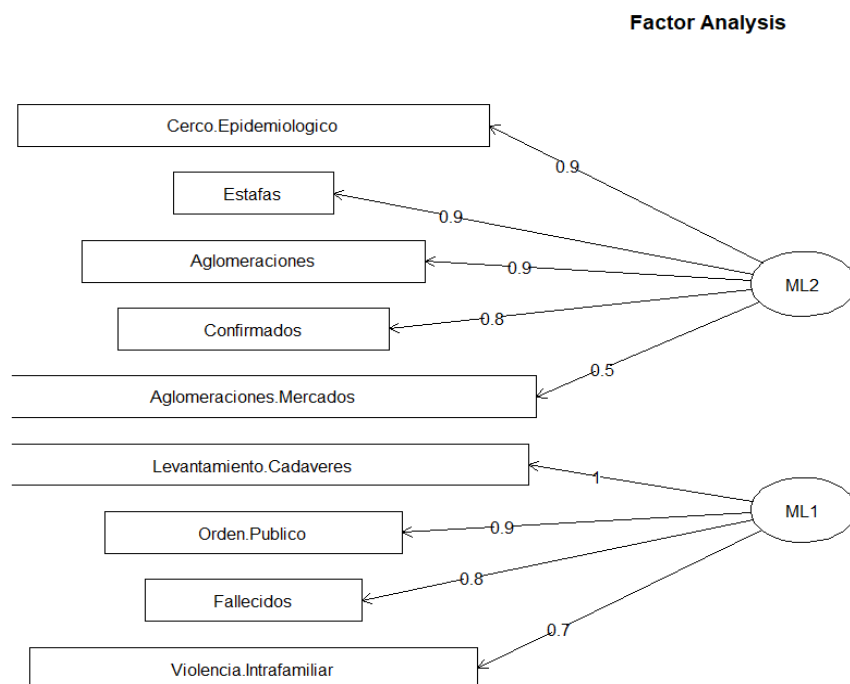 Factor Analysis
Cerco.Epidemiologico
0.9
Estafas
0.9
Aglomeraciones
0.9
ML2
Confirmados
0.8
Aglomeraciones.Mercados
0.5
Levantamiento.Cadaveres
1
ML1
Orden.Publico
0.9
Fallecidos
0.8
Violencia.Intrafamiliar
0.7